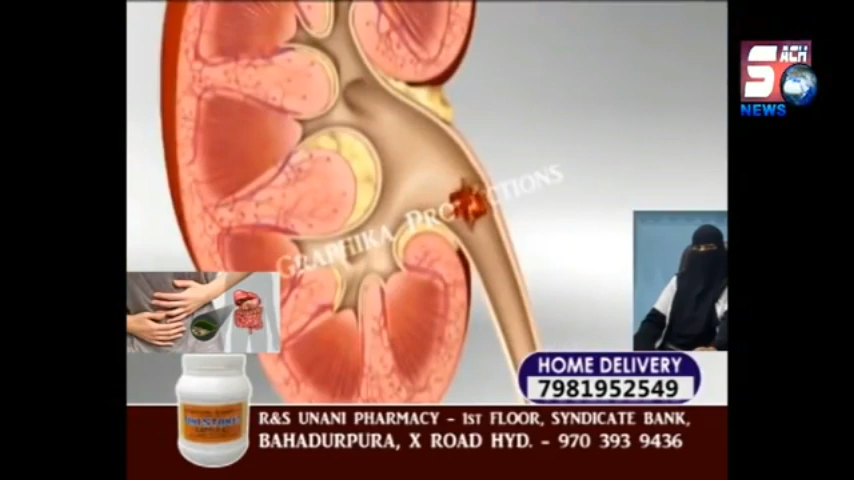 SACH
NEWS
GRAPHIKA PRODUCTIONS
HOME DELIVERY
7981952549
R&S UNANI PHARMACY - 1ST FLOOR, SYNDICATE BANK,
BAHADURPURA, X ROAD HYD. - 970 393 9436